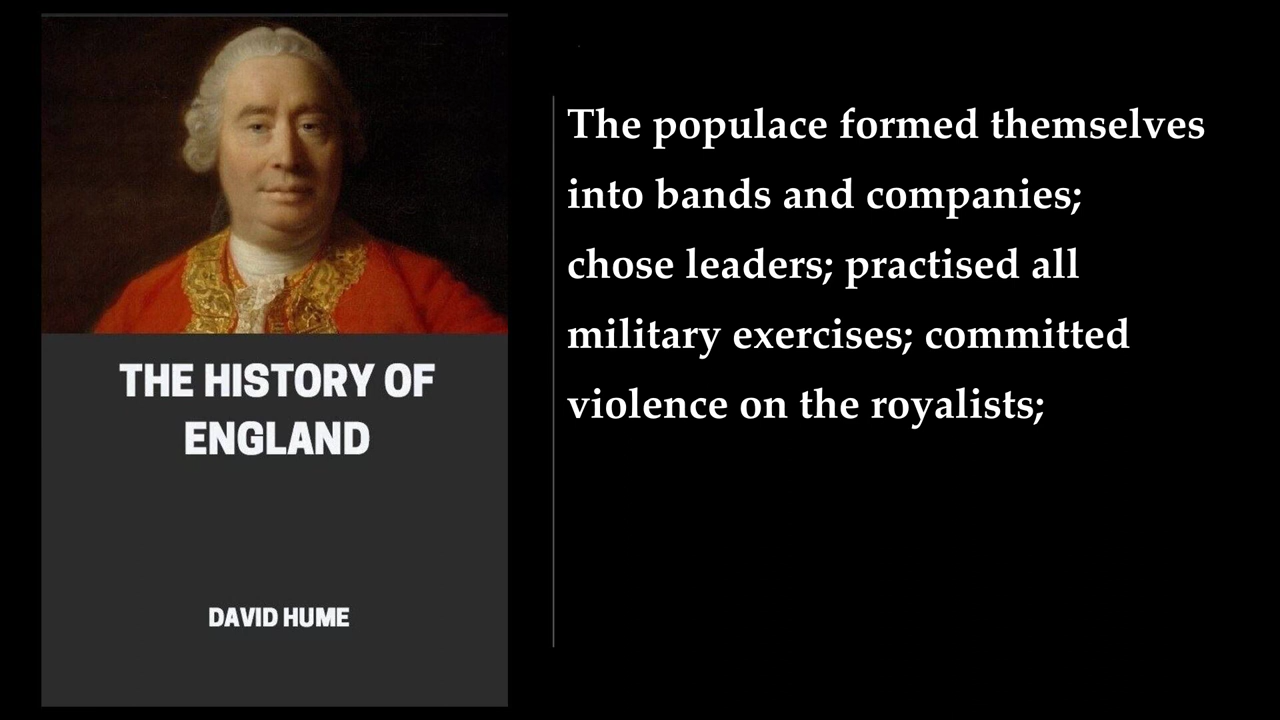 THE HISTORY OF
ENGLAND
DAVID HUME
The populace formed themselves
into bands and companies;
chose leaders; practised all
military exercises; committed
violence on the royalists;